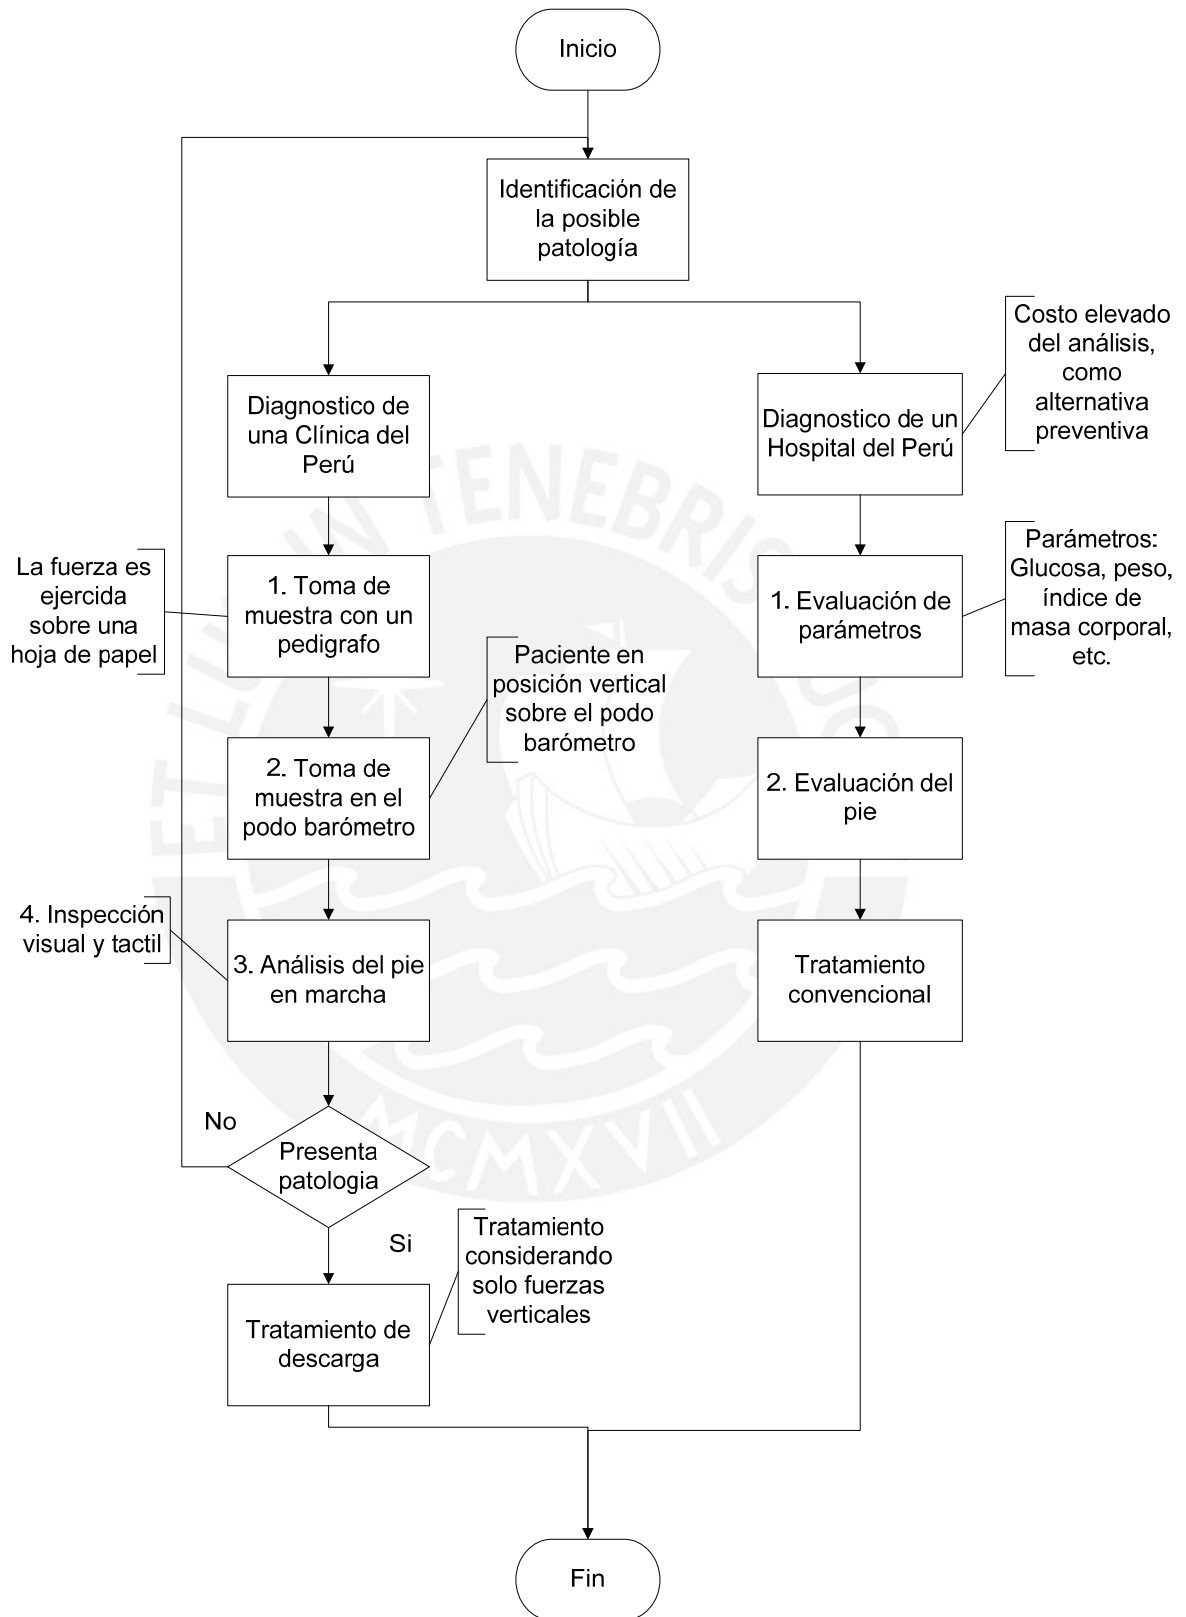 Inicio
Identificación de
la posible
patología
Costo elevado
del análisis,
como
alternativa
preventiva
Diagnostico de
una Clínica del
Perú
Diagnostico de un
Hospital del Perú
La fuerza es
ejercida
sobre una
hoja de papel
1. Toma de
muestra con un
pedigrafo
1. Evaluación de
parámetros
Parámetros:
Glucosa, peso,
índice de
masa corporal,
etc.
Paciente en
posición vertical
sobre el podo
barómetro
2. Toma de
muestra en el
podo barómetro
2. Evaluación del
pie
4. Inspección
visual y tactil
3. Análisis del pie
en marcha
Tratamiento
convencional
No
Presenta
patologia
Si
Tratamiento
considerando
solo fuerzas
verticales
Tratamiento de
descarga
Fin
ET LUX IN TENEBRIS
MCMXVII